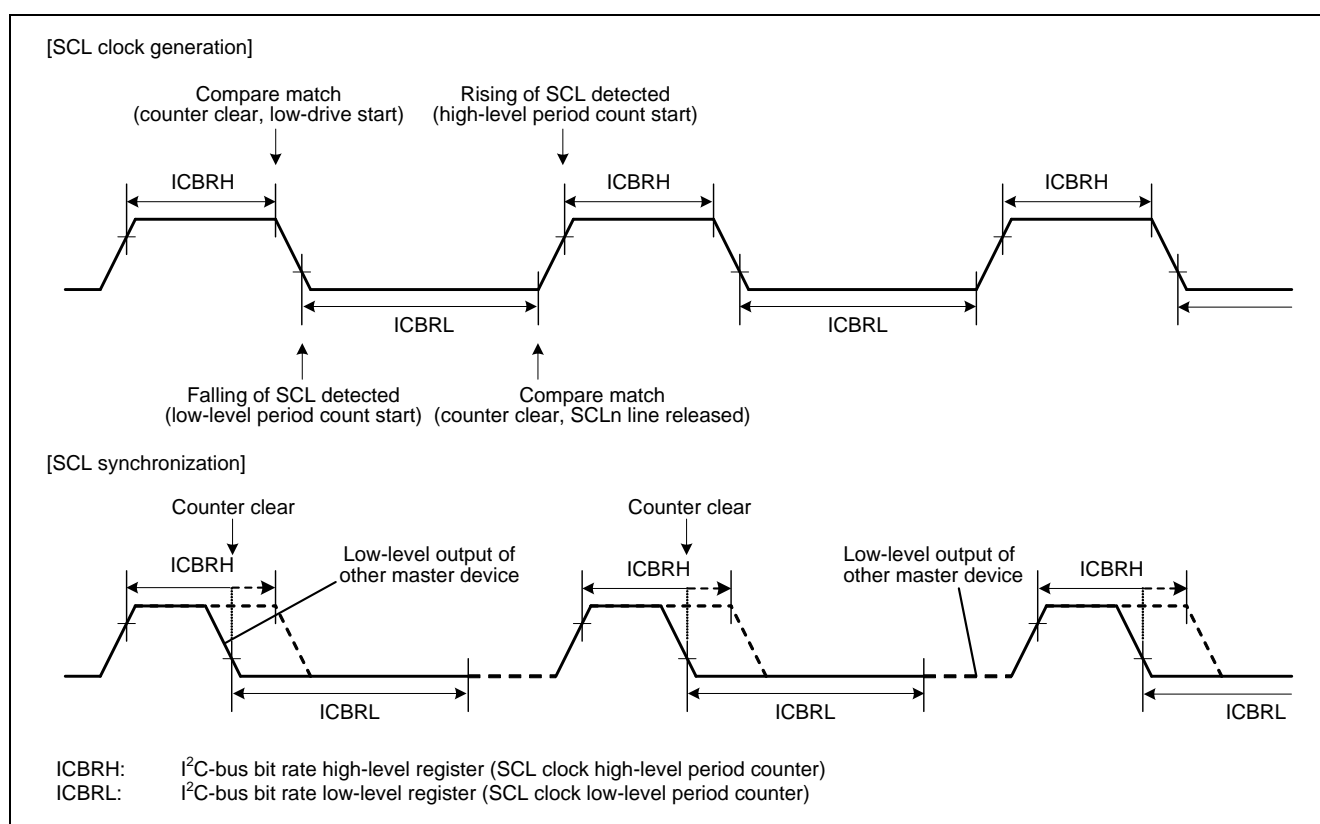 [SCL clock generation]
Compare match
(counter clear, low-drive start)
Rising of SCL detected
(high-level period count start)
ICBRH
ICBRH
ICBRH
ICBRL
ICBRL
Falling of SCL detected
(low-level period count start)
Compare match
(counter clear, SCLn line released)
[SCL synchronization]
Counter clear
Counter clear
ICBRH
Low-level output of
other master device
ICBRH
Low-level output of
other master device
ICBRH
ICBRL
ICBRL
ICBRL
ICBRH: I²C-bus bit rate high-level register (SCL clock high-level period counter)
ICBRL: I²C-bus bit rate low-level register (SCL clock low-level period counter)